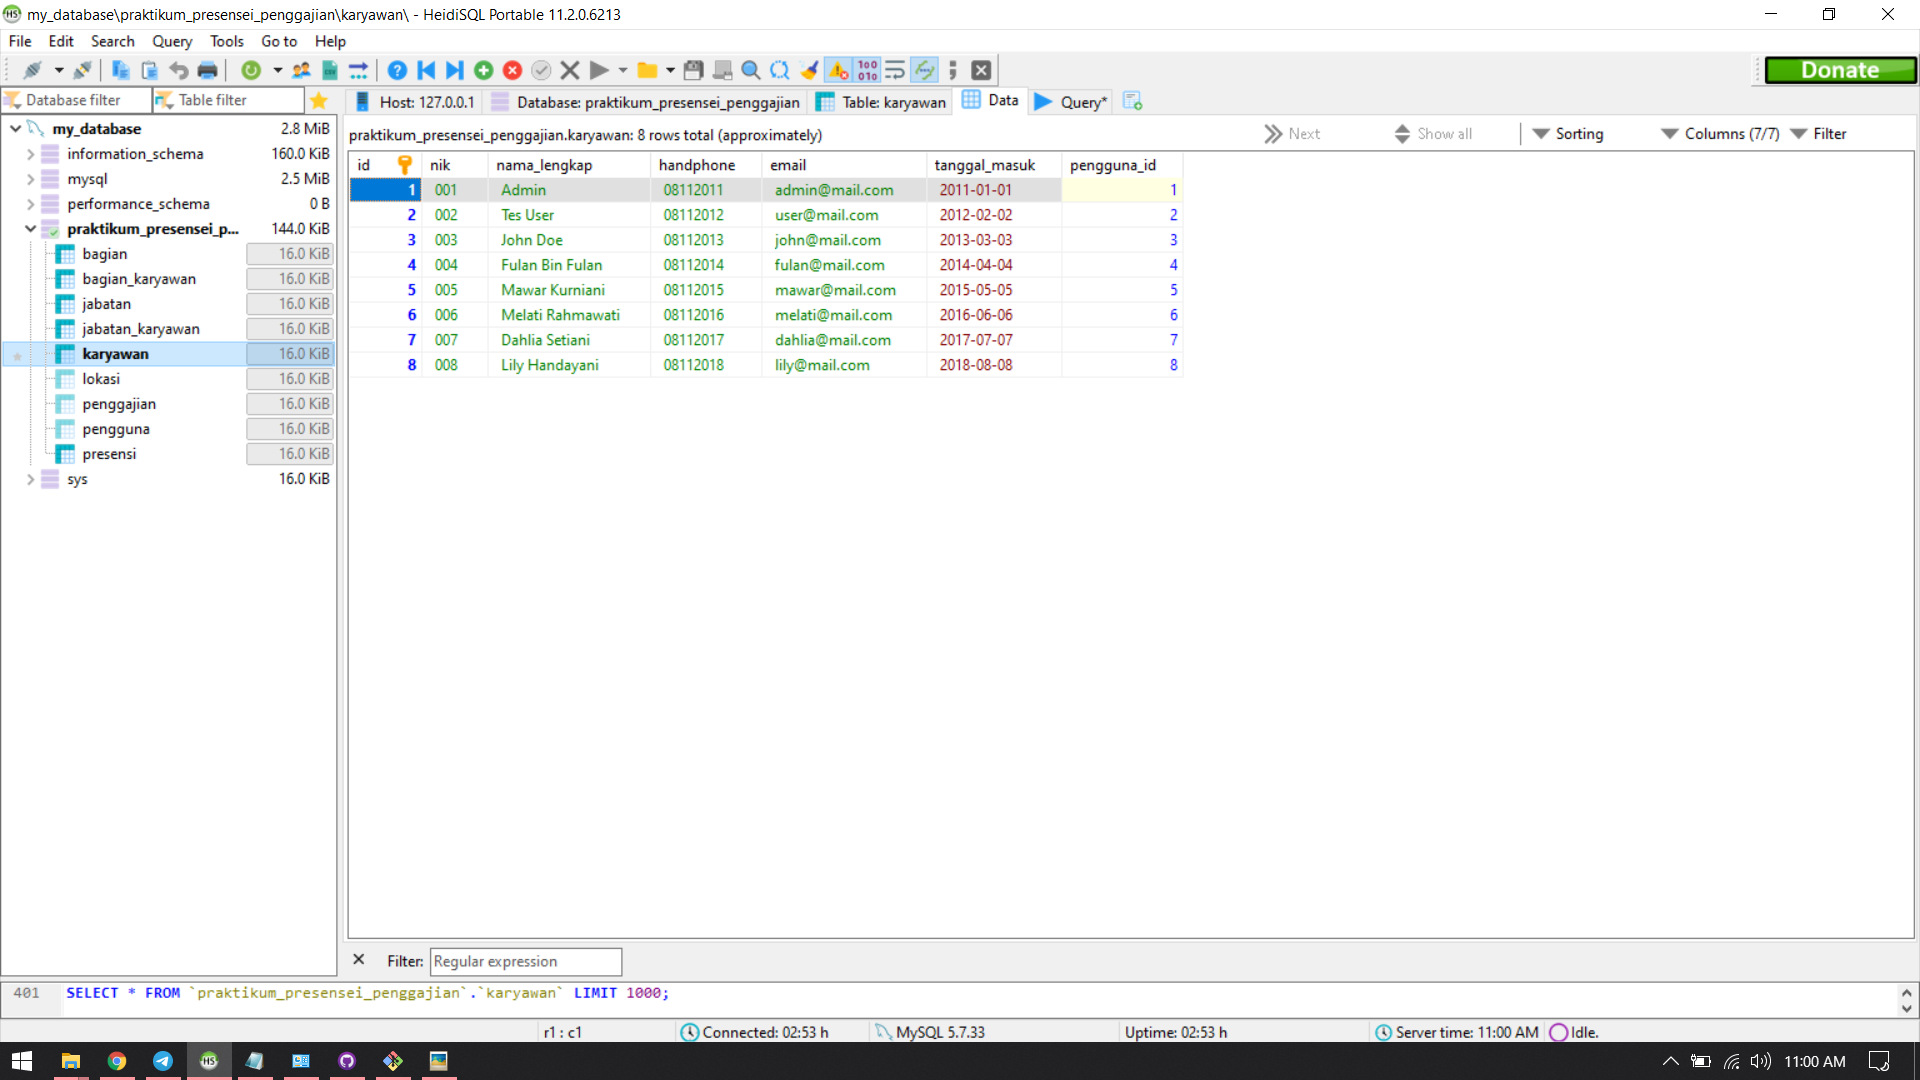 my_database\praktikum_presensei_penggajian\karyawan\ - HeidiSQL Portable 11.2.0.6213
File Edit Search Query Tools Go to Help
Donate
Database filter Table filter
Host: 127.0.0.1 Database: praktikum_presensei_penggajian Table: karyawan Data Query*
my_database 2.8 MiB
information_schema 160.0 KiB
mysql 2.5 MiB
performance_schema 0 B
praktikum_presensei_p... 144.0 KiB
bagian 16.0 KiB
bagian_karyawan 16.0 KiB
jabatan 16.0 KiB
jabatan_karyawan 16.0 KiB
karyawan 16.0 KiB
lokasi 16.0 KiB
penggajian 16.0 KiB
pengguna 16.0 KiB
presensi 16.0 KiB
sys 16.0 KiB
praktikum_presensei_penggajian.karyawan: 8 rows total (approximately) Next Show all Sorting Columns (7/7) Filter
id nik nama_lengkap handphone email tanggal_masuk pengguna_id
1 001 Admin 08112011 admin@mail.com 2011-01-01 1
2 002 Tes User 08112012 user@mail.com 2012-02-02 2
3 003 John Doe 08112013 john@mail.com 2013-03-03 3
4 004 Fulan Bin Fulan 08112014 fulan@mail.com 2014-04-04 4
5 005 Mawar Kurniani 08112015 mawar@mail.com 2015-05-05 5
6 006 Melati Rahmawati 08112016 melati@mail.com 2016-06-06 6
7 007 Dahlia Setiani 08112017 dahlia@mail.com 2017-07-07 7
8 008 Lily Handayani 08112018 lily@mail.com 2018-08-08 8
Filter: Regular expression
401 SELECT * FROM `praktikum_presensei_penggajian`.`karyawan` LIMIT 1000;
r1 : c1 Connected: 02:53 h MySQL 5.7.33 Uptime: 02:53 h Server time: 11:00 AM Idle.
11:00 AM